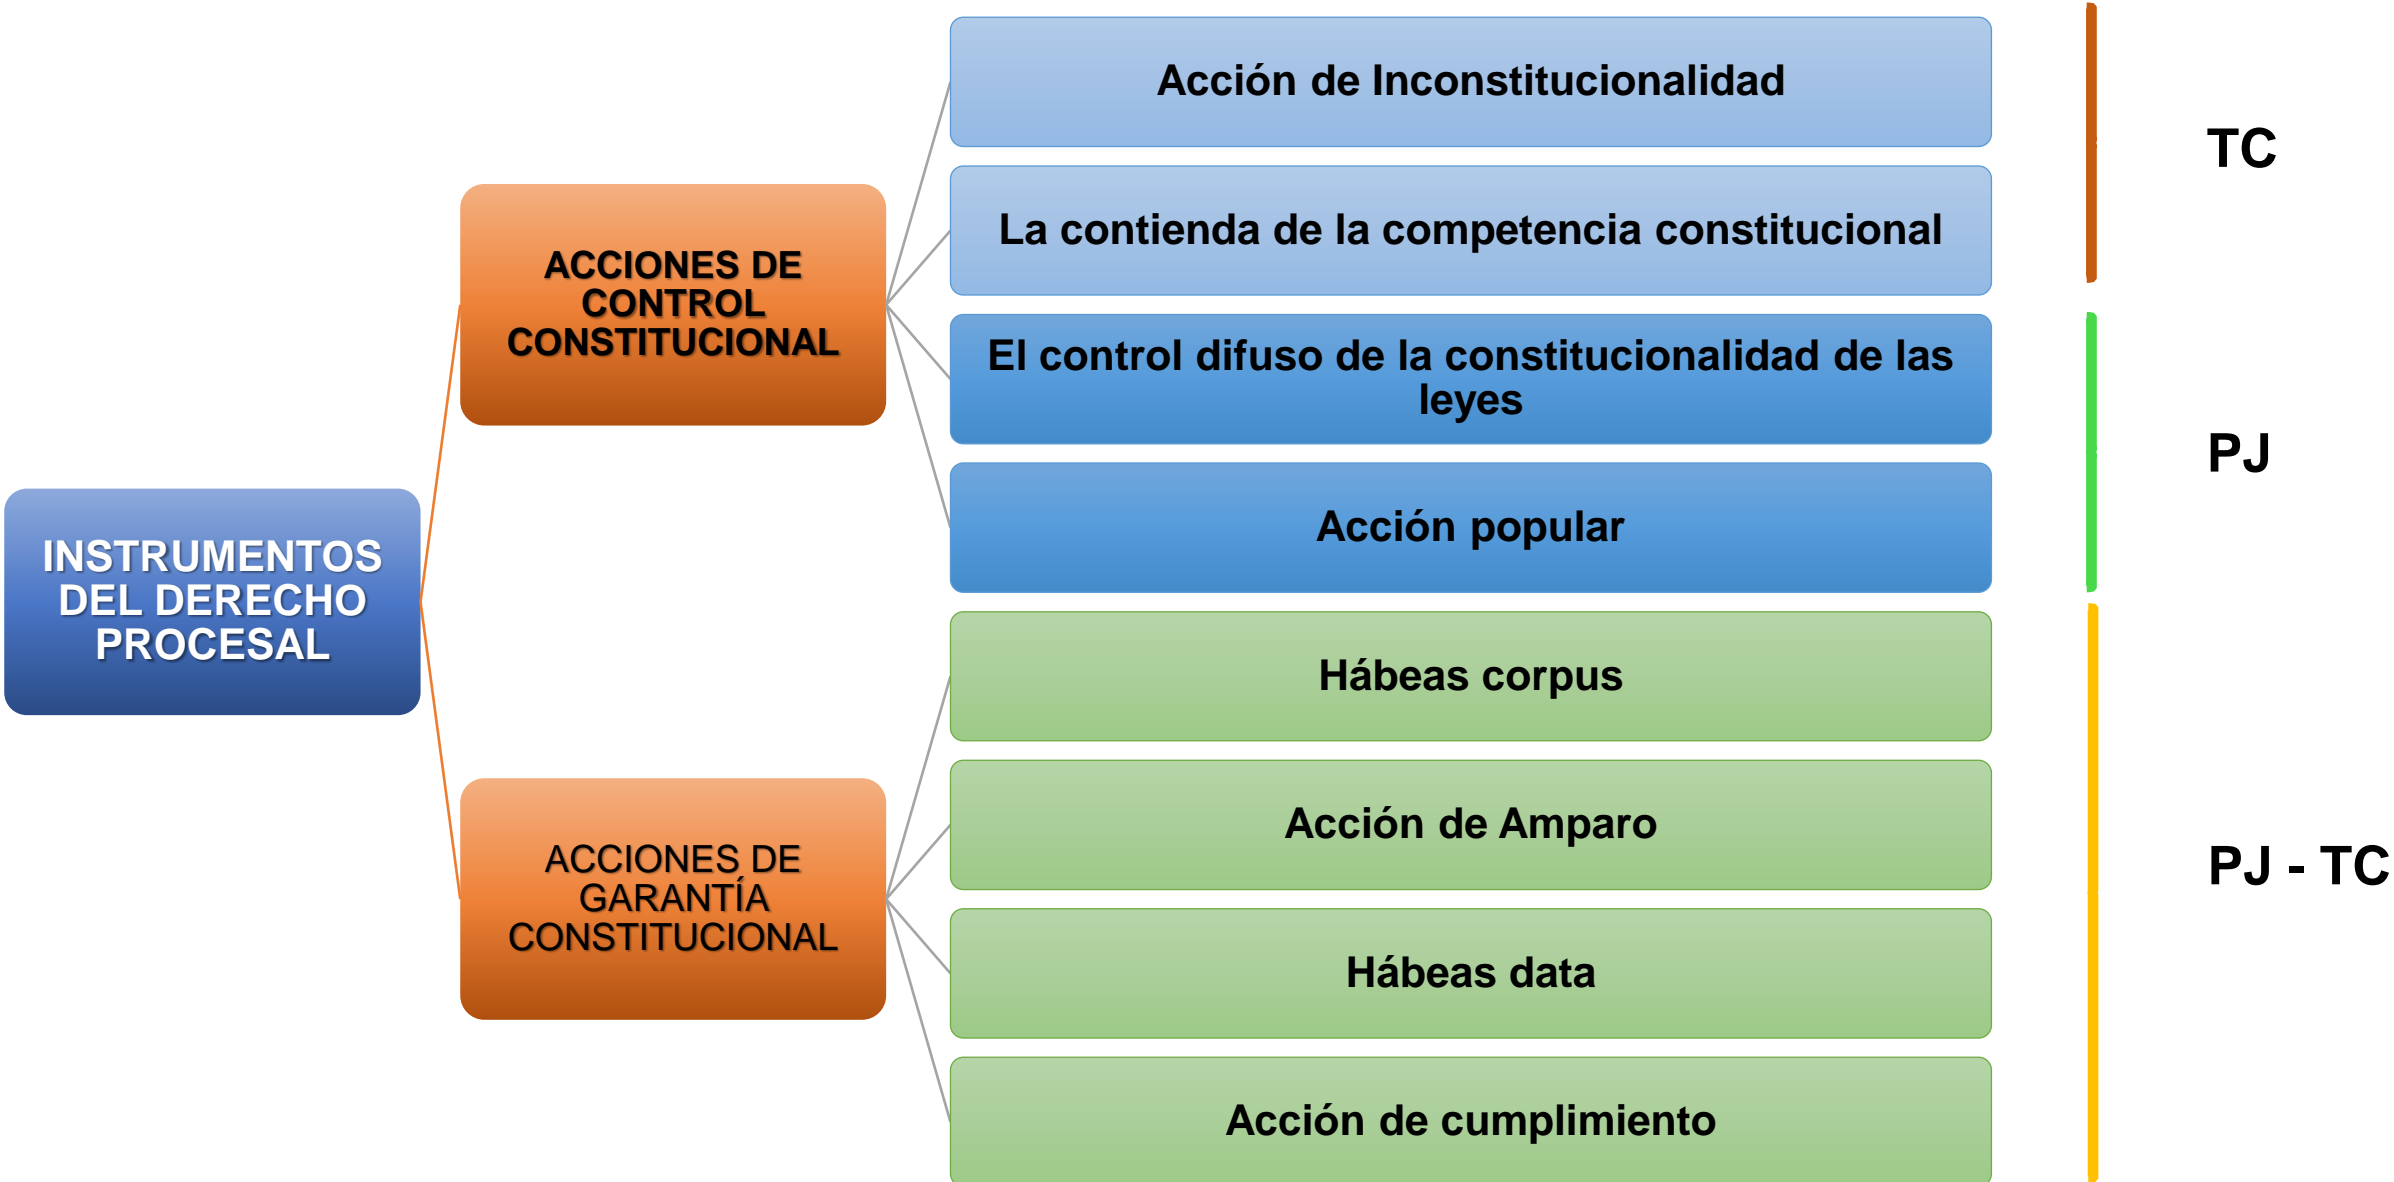 INSTRUMENTOS
DEL DERECHO
PROCESAL
ACCIONES DE
CONTROL
CONSTITUCIONAL
Acción de Inconstitucionalidad
La contienda de la competencia constitucional
El control difuso de la constitucionalidad de las
leyes
Acción popular
ACCIONES DE
GARANTÍA
CONSTITUCIONAL
Hábeas corpus
Acción de Amparo
Hábeas data
Acción de cumplimiento
TC
PJ
PJ - TC